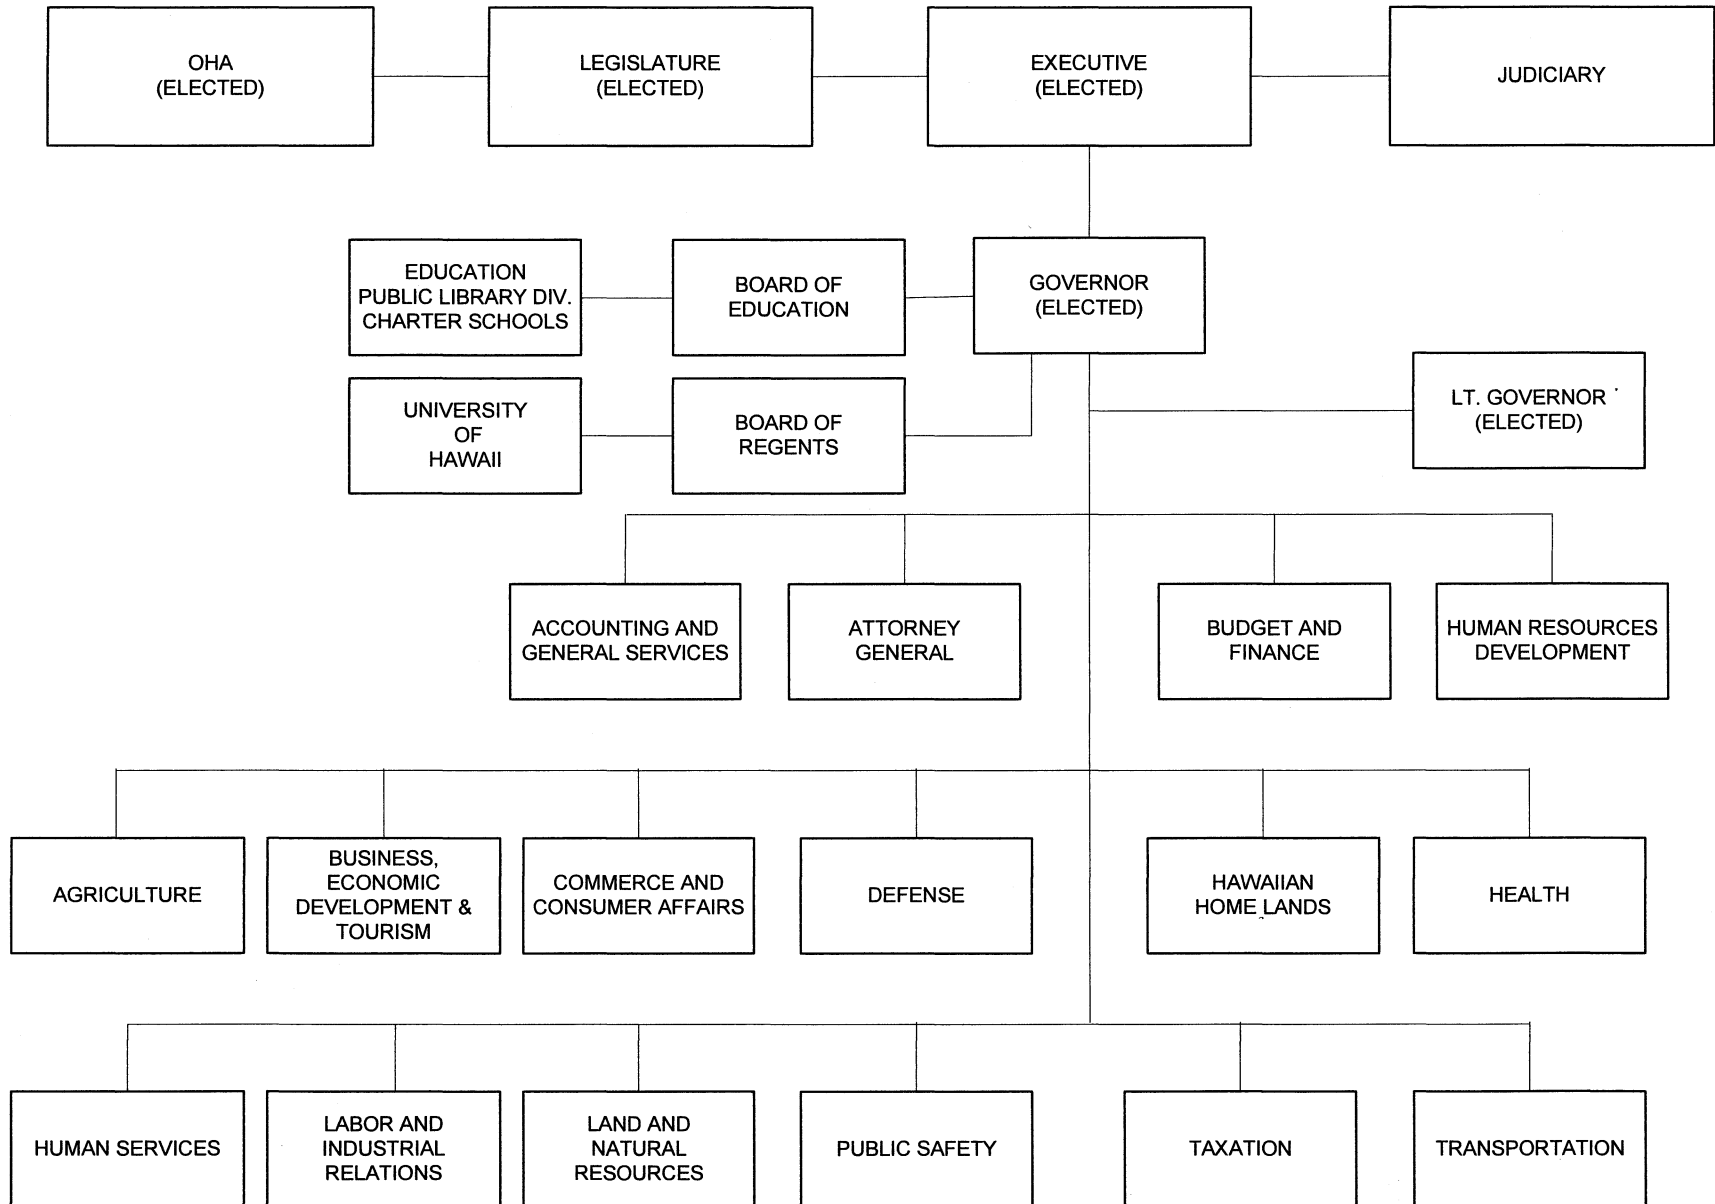 OHA
(ELECTED)
LEGISLATURE
(ELECTED)
EXECUTIVE
(ELECTED)
JUDICIARY
EDUCATION
PUBLIC LIBRARY DIV.
CHARTER SCHOOLS
BOARD OF
EDUCATION
GOVERNOR
(ELECTED)
UNIVERSITY
OF
HAWAII
BOARD OF
REGENTS
LT. GOVERNOR
(ELECTED)
ACCOUNTING AND
GENERAL SERVICES
ATTORNEY
GENERAL
BUDGET AND
FINANCE
HUMAN RESOURCES
DEVELOPMENT
AGRICULTURE
BUSINESS,
ECONOMIC
DEVELOPMENT &
TOURISM
COMMERCE AND
CONSUMER AFFAIRS
DEFENSE
HAWAIIAN
HOME LANDS
HEALTH
HUMAN SERVICES
LABOR AND
INDUSTRIAL
RELATIONS
LAND AND
NATURAL
RESOURCES
PUBLIC SAFETY
TAXATION
TRANSPORTATION